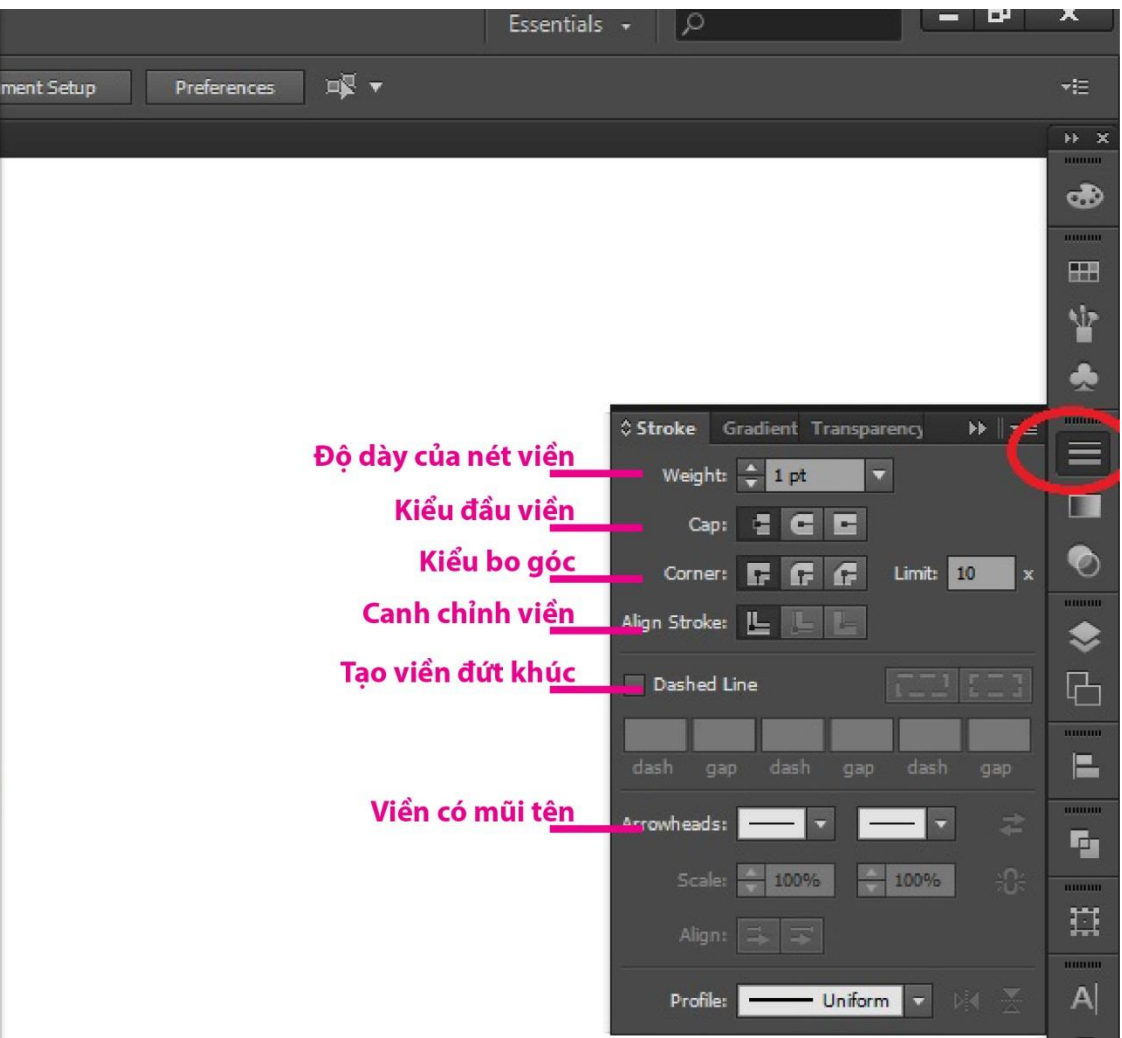 Essentials
ment Setup Preferences
Stroke Gradient Transparency
Độ dày của nét viền
Weight: 1 pt
Kiểu đầu viền
Cap:
Kiểu bo góc
Corner: Limit: 10 x
Canh chỉnh viền
Align Stroke:
Tạo viền đứt khúc
Dashed Line
dash gap dash gap dash gap
Viền có mũi tên
Arrowheads:
Scale: 100% 100%
Align:
Profile: Uniform
A